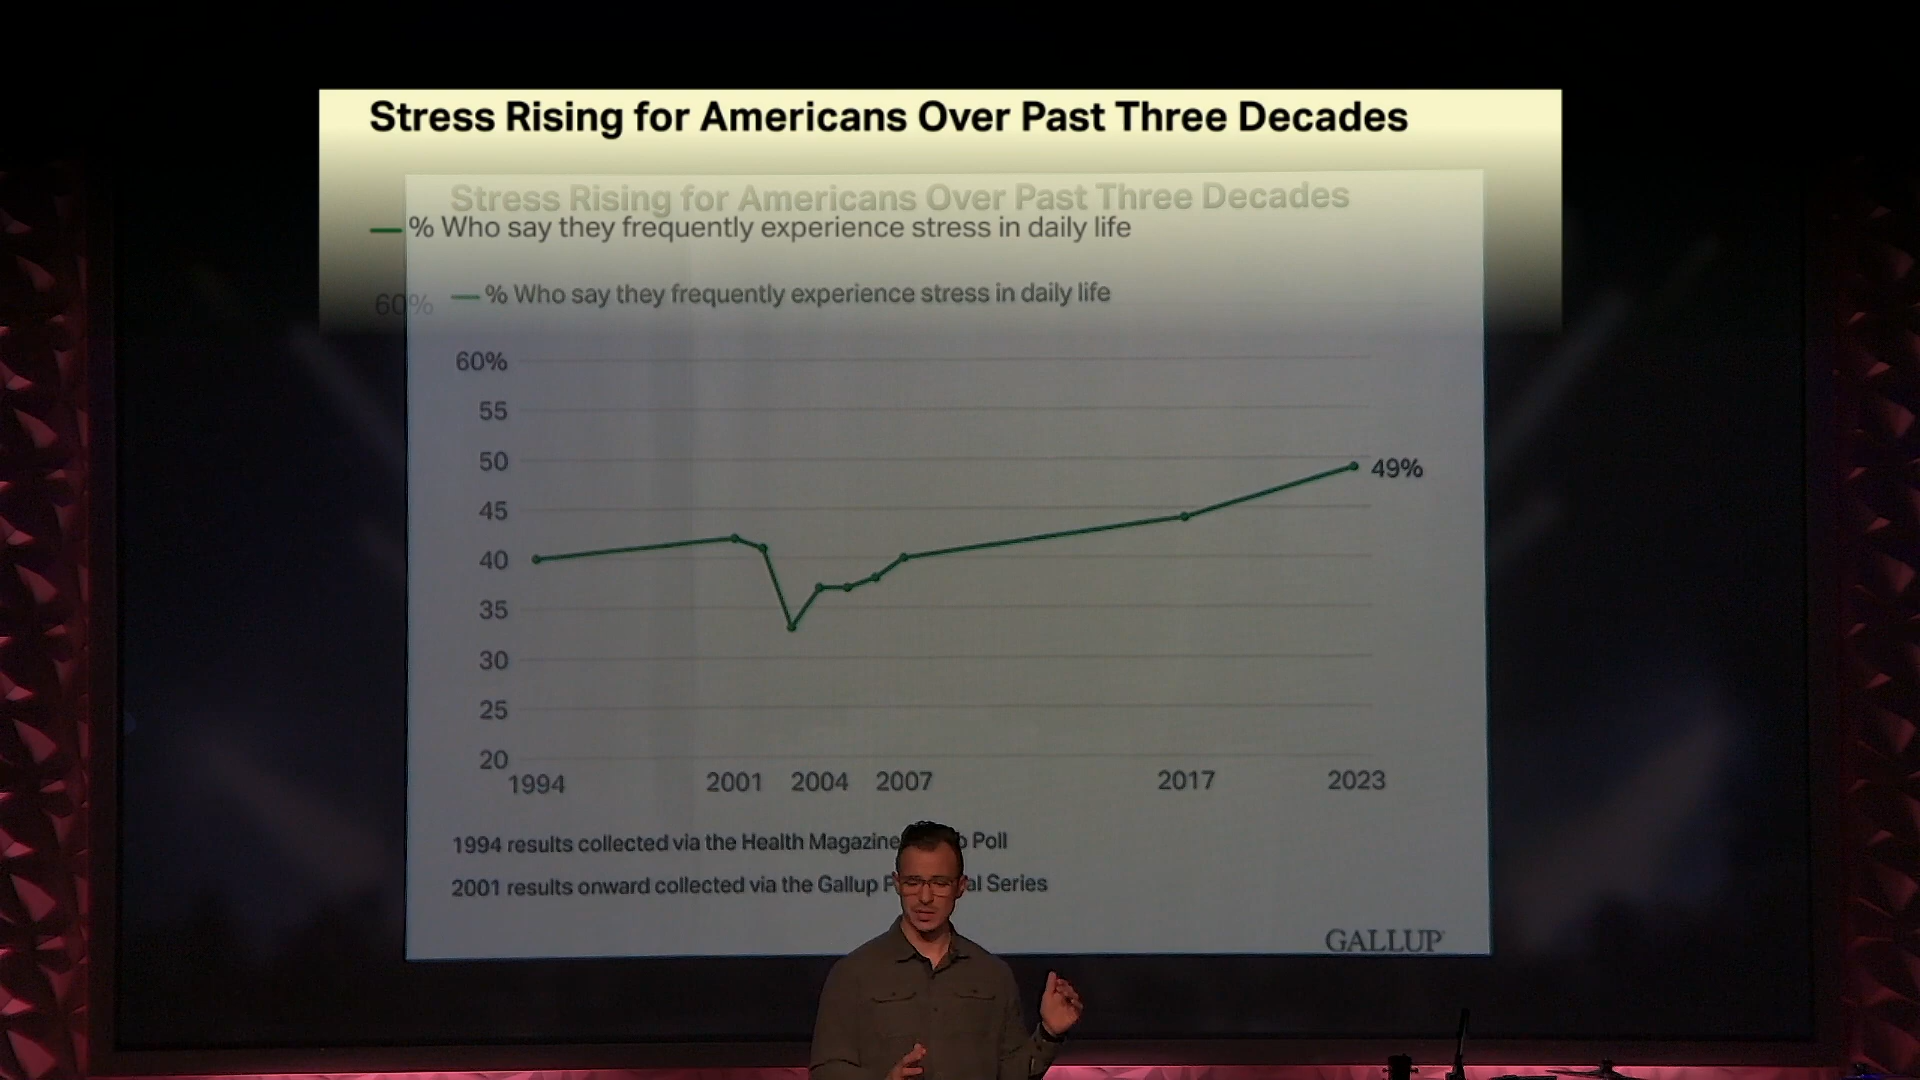 Stress Rising for Americans Over Past Three Decades
Stress Rising for Americans Over Past Three Decades
% Who say they frequently experience stress in daily life
60%
% Who say they frequently experience stress in daily life
60%
55
50
49%
45
40
35
30
25
20
1994 2001 2004 2007 2017 2023
1994 results collected via the Health Magazine Poll
2001 results onward collected via the Gallup al Series
GALLUP